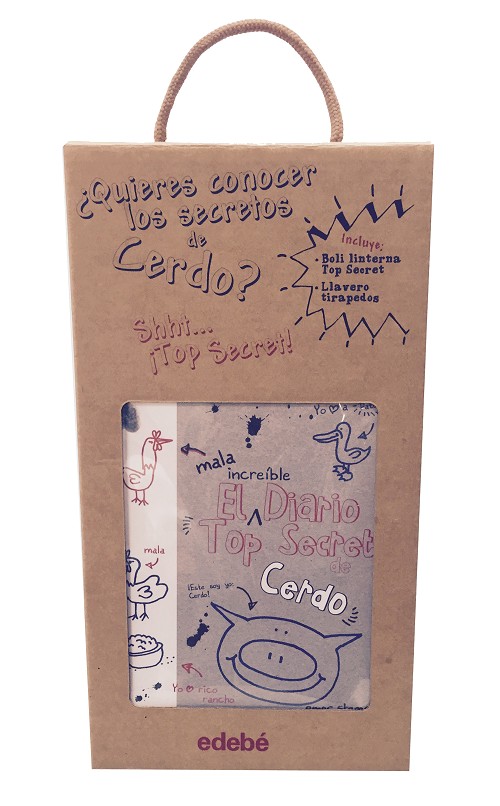 ¿Quieres conocer
los secretos
de
Cerdo?
Incluye:
· Boli linterna
Top Secret
· Llavero
tirapedos
Shht...
¡Top Secret!
Yo ♥ a
mala
increíble
El Diario
Top Secret
de
Cerdo
mala
¡Este soy yo:
Cerdo!
Yo ♥ rico
rancho
edebé